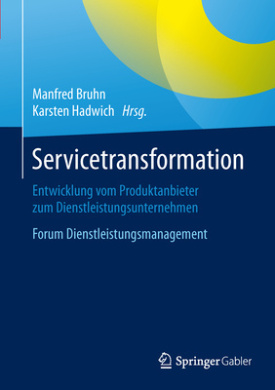 Manfred Bruhn
Karsten Hadwich Hrsg.
Servicetransformation
Entwicklung vom Produktanbieter
zum Dienstleistungsunternehmen
Forum Dienstleistungsmanagement
Springer Gabler